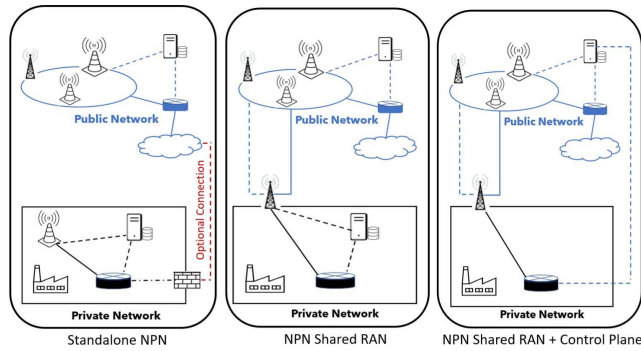 Public Network
Optional Connection
Private Network
Standalone NPN
Public Network
Private Network
NPN Shared RAN
Public Network
Private Network
NPN Shared RAN + Control Plane